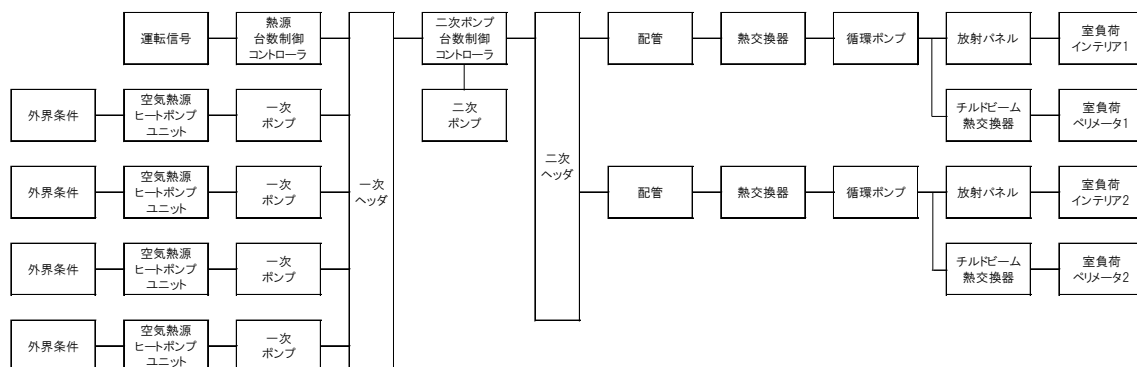 運転信号
熱源
台数制御
コントローラ
二次ポンプ
台数制御
コントローラ
配管
熱交換器
循環ポンプ
放射パネル
室負荷
インテリア1
外界条件
空気熱源
ヒートポンプ
ユニット
一次
ポンプ
二次
ポンプ
チルドビーム
熱交換器
室負荷
ペリメータ1
外界条件
空気熱源
ヒートポンプ
ユニット
一次
ポンプ
一次
ヘッダ
二次
ヘッダ
配管
熱交換器
循環ポンプ
放射パネル
室負荷
インテリア2
外界条件
空気熱源
ヒートポンプ
ユニット
一次
ポンプ
チルドビーム
熱交換器
室負荷
ペリメータ2
外界条件
空気熱源
ヒートポンプ
ユニット
一次
ポンプ